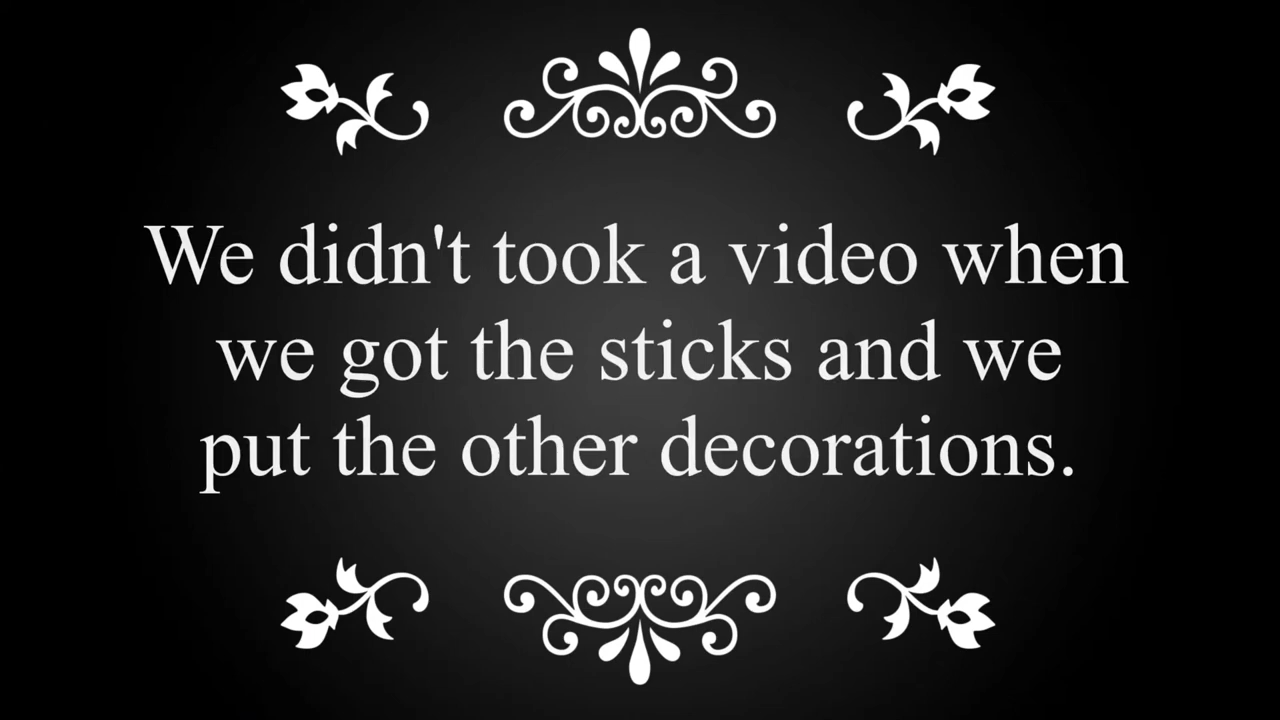 We didn't took a video when
we got the sticks and we
put the other decorations.